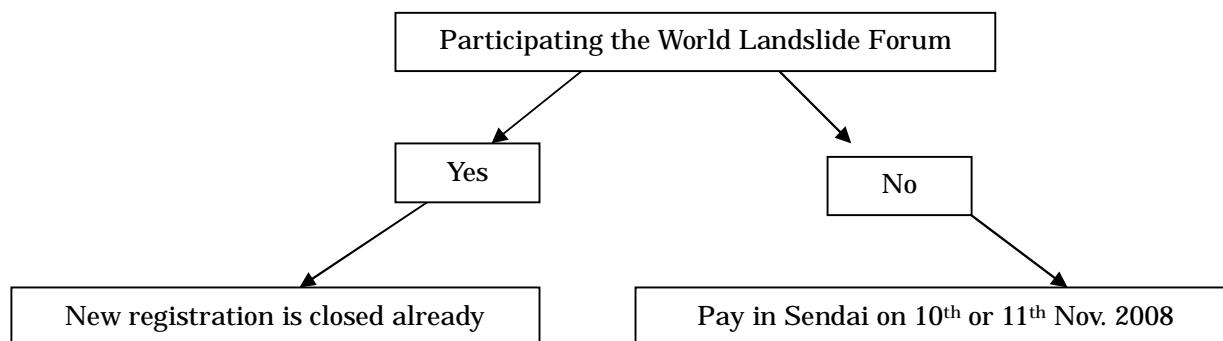 Participating the World Landslide Forum
Yes
No
New registration is closed already
Pay in Sendai on 10th or 11th Nov. 2008